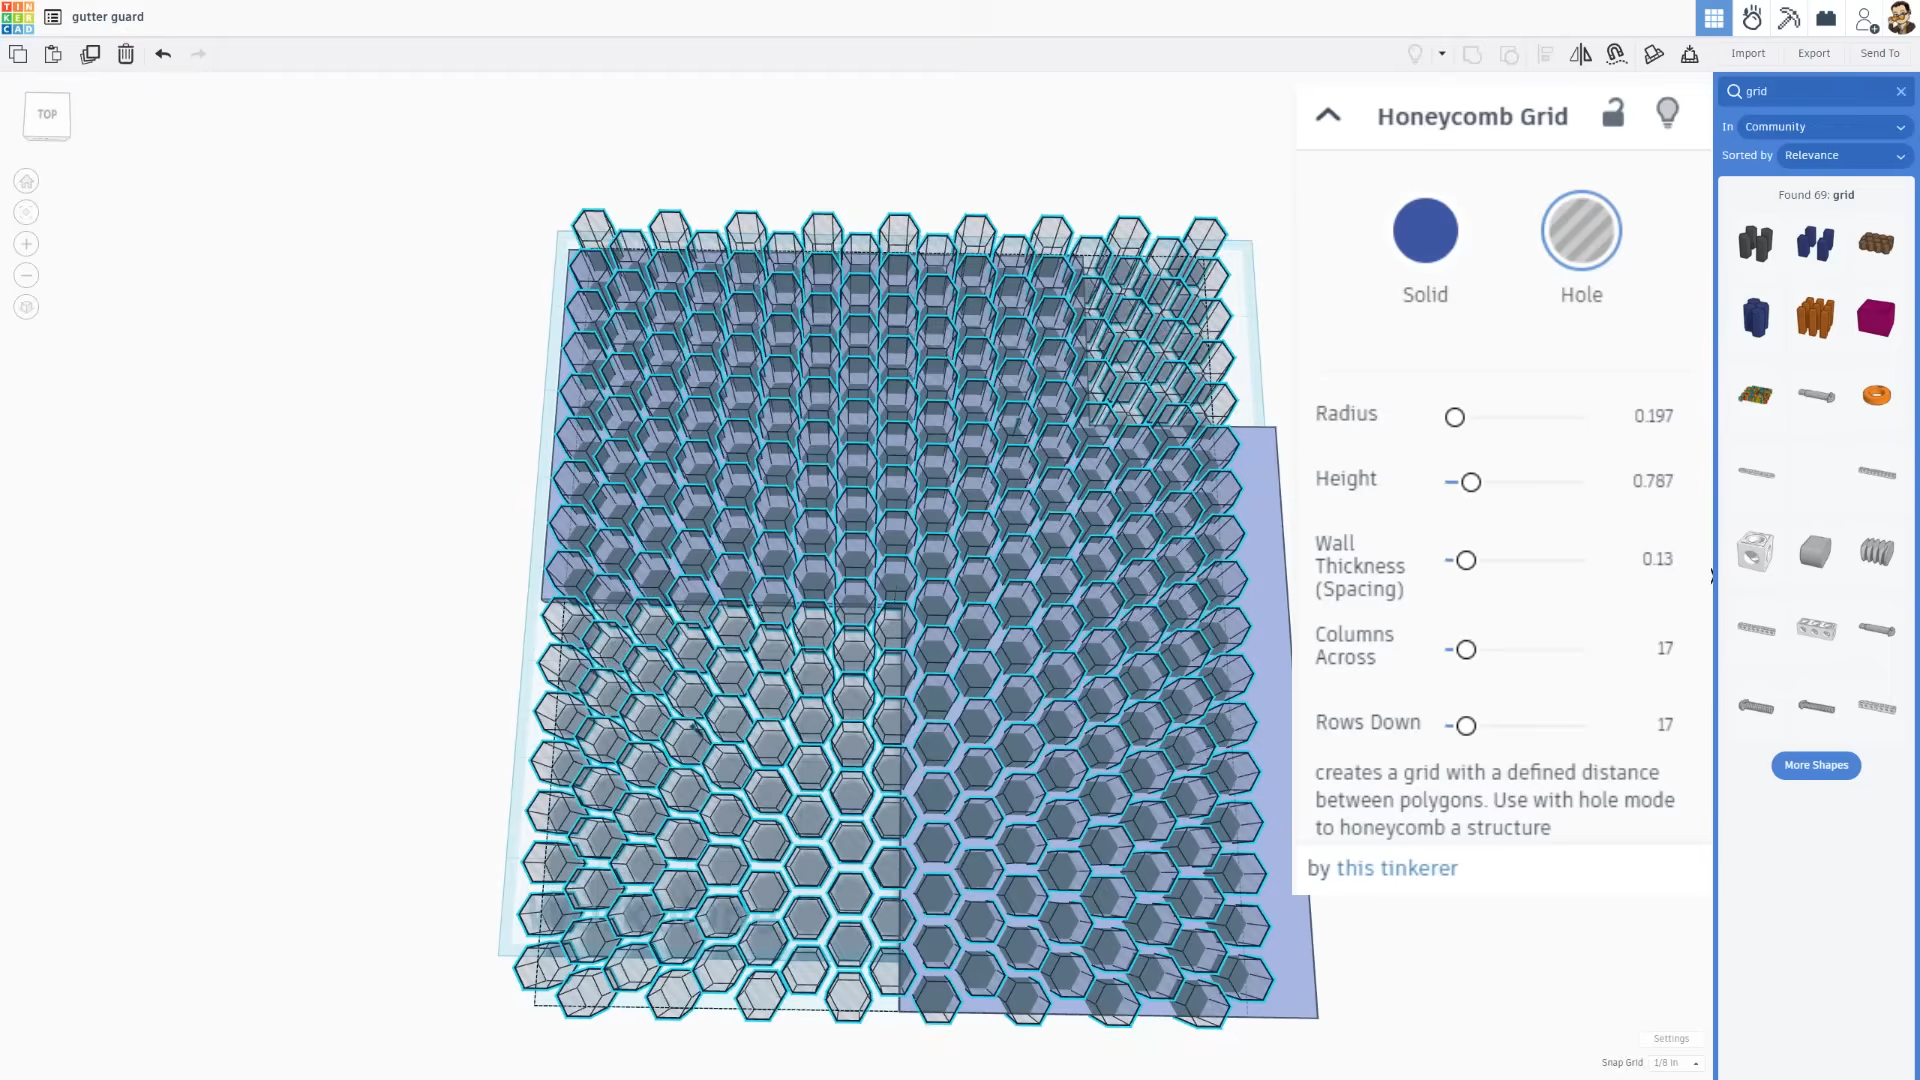 TIN
KER
CAD
gutter guard
Import
Export
Send To
TOP
Honeycomb Grid
Solid
Hole
Radius
0.197
Height
0.787
Wall
Thickness
(Spacing)
0.13
Columns
Across
17
Rows Down
17
creates a grid with a defined distance
between polygons. Use with hole mode
to honeycomb a structure
by this tinkerer
grid
In
Community
Sorted by
Relevance
Found 69: grid
More Shapes
Settings
Snap Grid
1/8 in